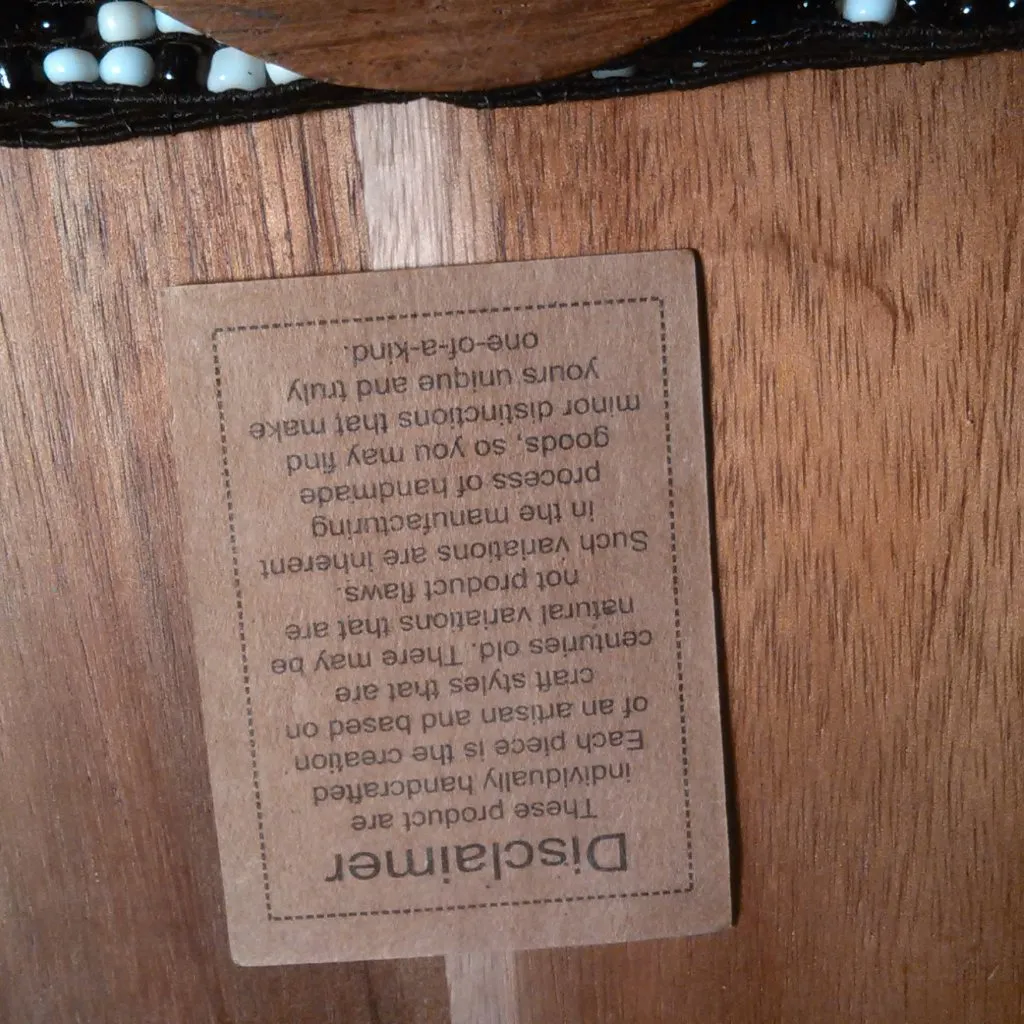 Disclaimer
These product are
individually handcrafted
Each piece is the creation
of an artisan and based on
craft styles that are
centuries old. There may be
natural variations that are
not product flaws.
Such variations are inherent
in the manufacturing
process of handmade
goods, so you may find
minor distinctions that make
yours unique and truly
one-of-a-kind.